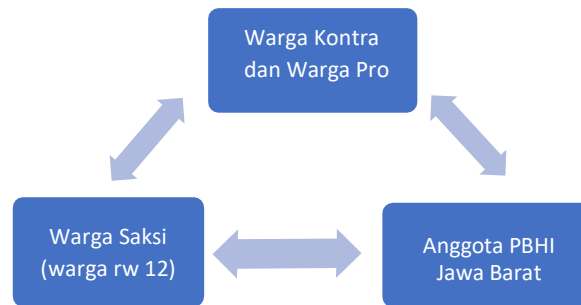 Warga Kontra
dan Warga Pro
Warga Saksi
(warga rw 12)
Anggota PBHI
Jawa Barat